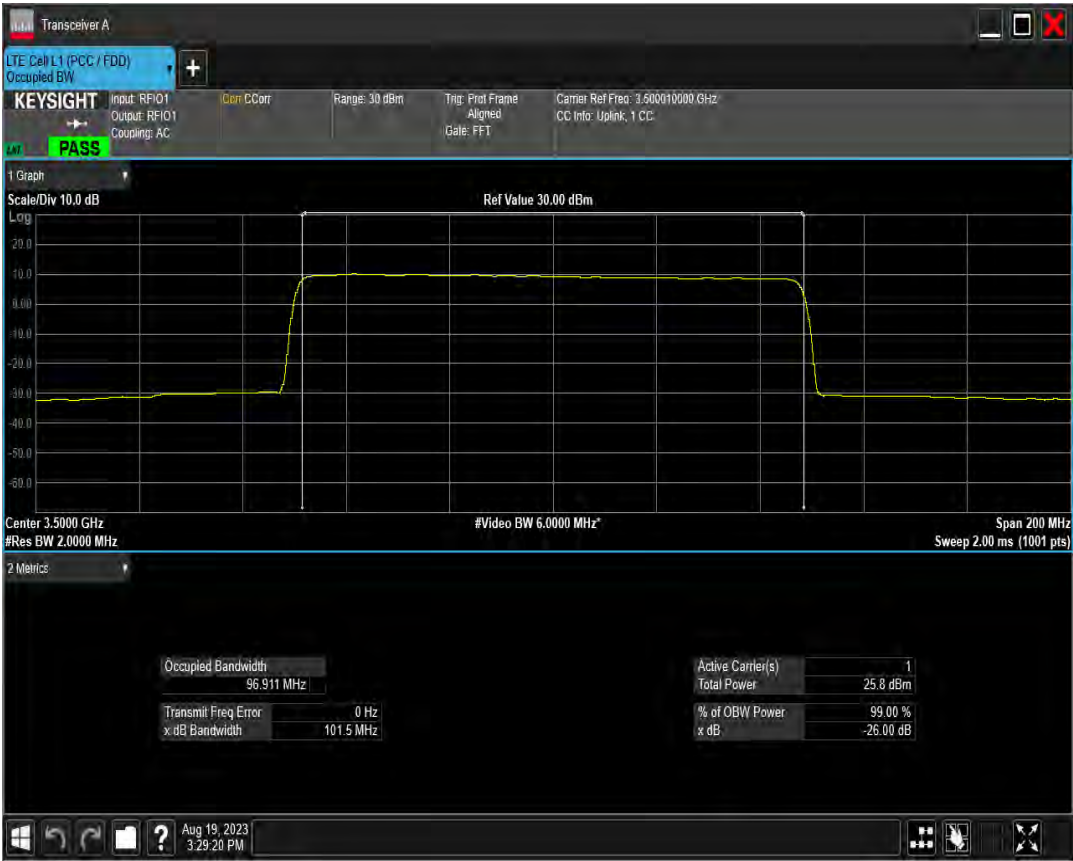 Transceiver A
LTE Cell L1 (PCC / FDD)
Occupied BW
+
KEYSIGHT
Input: RFIO1
Output: RFIO1
Coupling: AC
Corr CCorr
Range: 30 dBm
Trig: Prot Frame
Aligned
Gate: FFT
Carrier Ref Freq: 3.500010000 GHz
CC Info: Uplink, 1 CC
PASS
1 Graph
Scale/Div 10.0 dB
Ref Value 30.00 dBm
Log
20.0
10.0
0.00
-10.0
-20.0
-30.0
-40.0
-50.0
-60.0
Center 3.5000 GHz
#Video BW 6.0000 MHz*
Span 200 MHz
#Res BW 2.0000 MHz
Sweep 2.00 ms (1001 pts)
2 Metrics
Occupied Bandwidth
96.911 MHz
Transmit Freq Error 0 Hz
x dB Bandwidth 101.5 MHz
Active Carrier(s) 1
Total Power 25.8 dBm
% of OBW Power 99.00 %
x dB -26.00 dB
?
Aug 19, 2023
3:29:20 PM